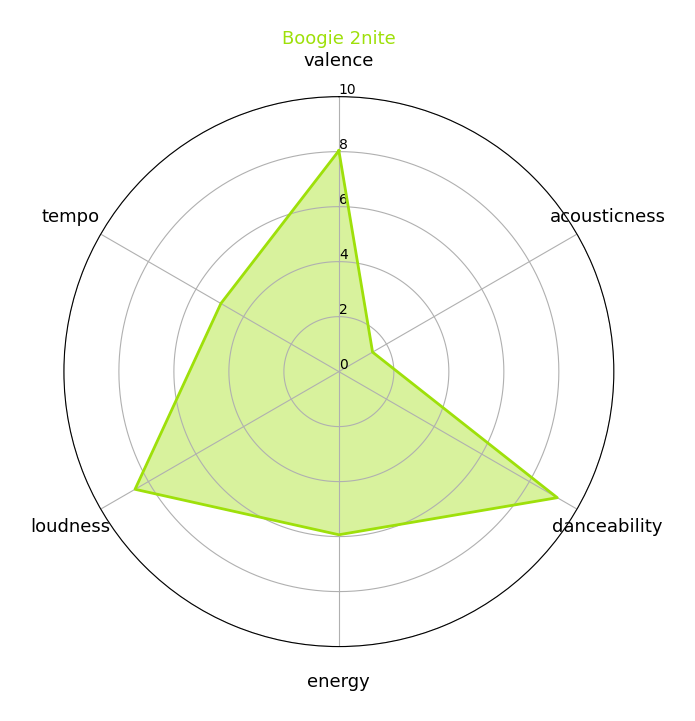 Boogie 2nite
valence
10
8
6
4
2
0
tempo
acousticness
loudness
danceability
energy